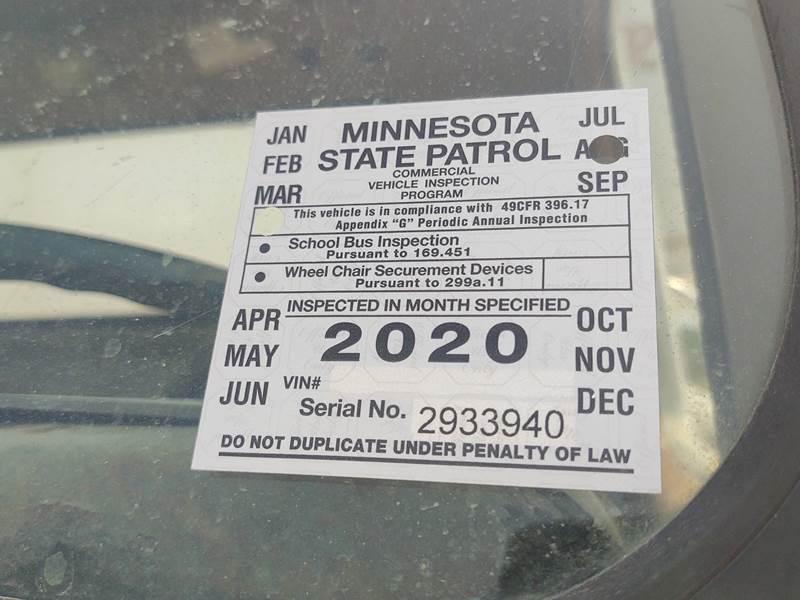 JAN
FEB
MAR
MINNESOTA
STATE PATROL
COMMERCIAL
VEHICLE INSPECTION
PROGRAM
JUL
AUG
SEP
This vehicle is in compliance with 49CFR 396.17
Appendix "G" Periodic Annual Inspection
• School Bus Inspection
Pursuant to 169.451
• Wheel Chair Securement Devices
Pursuant to 299a.11
APR
MAY
JUN
INSPECTED IN MONTH SPECIFIED
2020
OCT
NOV
DEC
VIN#
Serial No. 2933940
DO NOT DUPLICATE UNDER PENALTY OF LAW